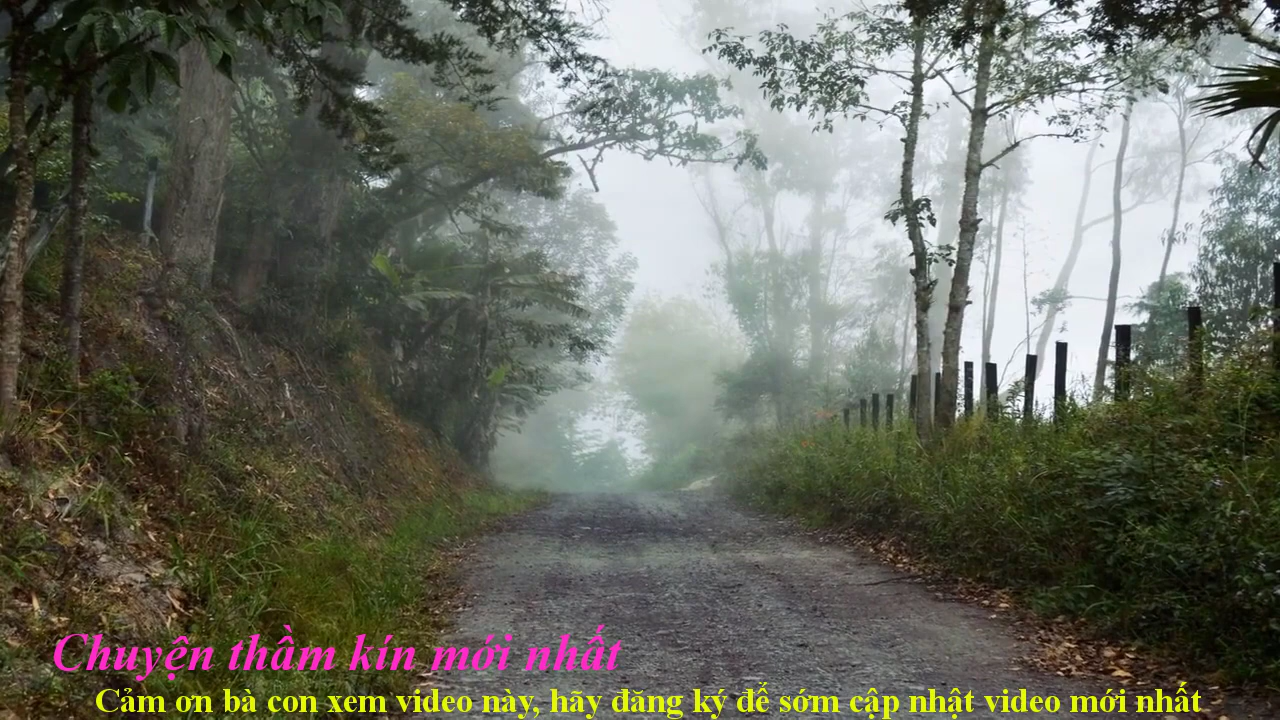 Chuyện thầm kín mới nhất
Cảm ơn bà con xem video này, hãy đăng ký để sớm cập nhật video mới nhất